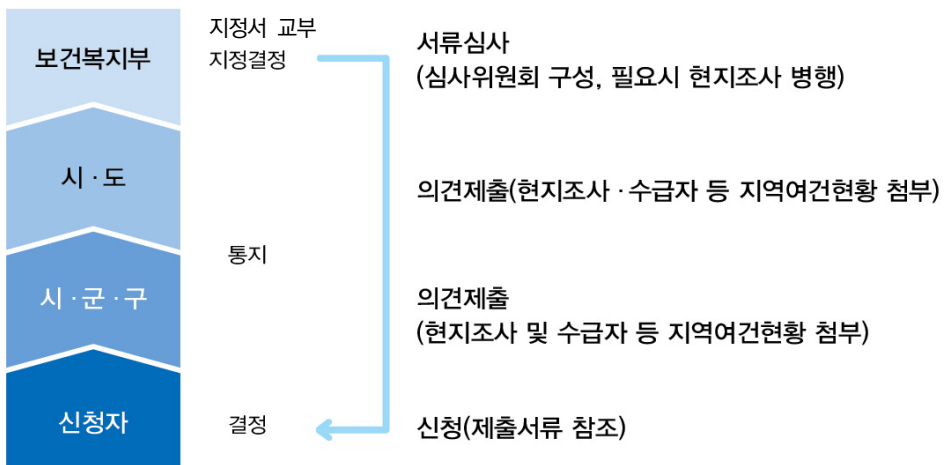 보건복지부
지정서 교부
지정결정
서류심사
(심사위원회 구성, 필요시 현지조사 병행)
시·도
의견제출(현지조사·수급자 등 지역여건현황 첨부)
통지
시·군·구
의견제출
(현지조사 및 수급자 등 지역여건현황 첨부)
신청자
결정
신청(제출서류 참조)